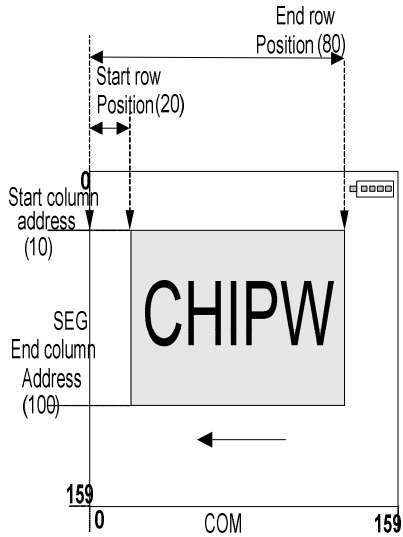 End row
Position (80)
Start row
Position(20)
0
Start column
address
(10)
CHIPW
SEG
End column
Address
(100)
159
0
COM
159